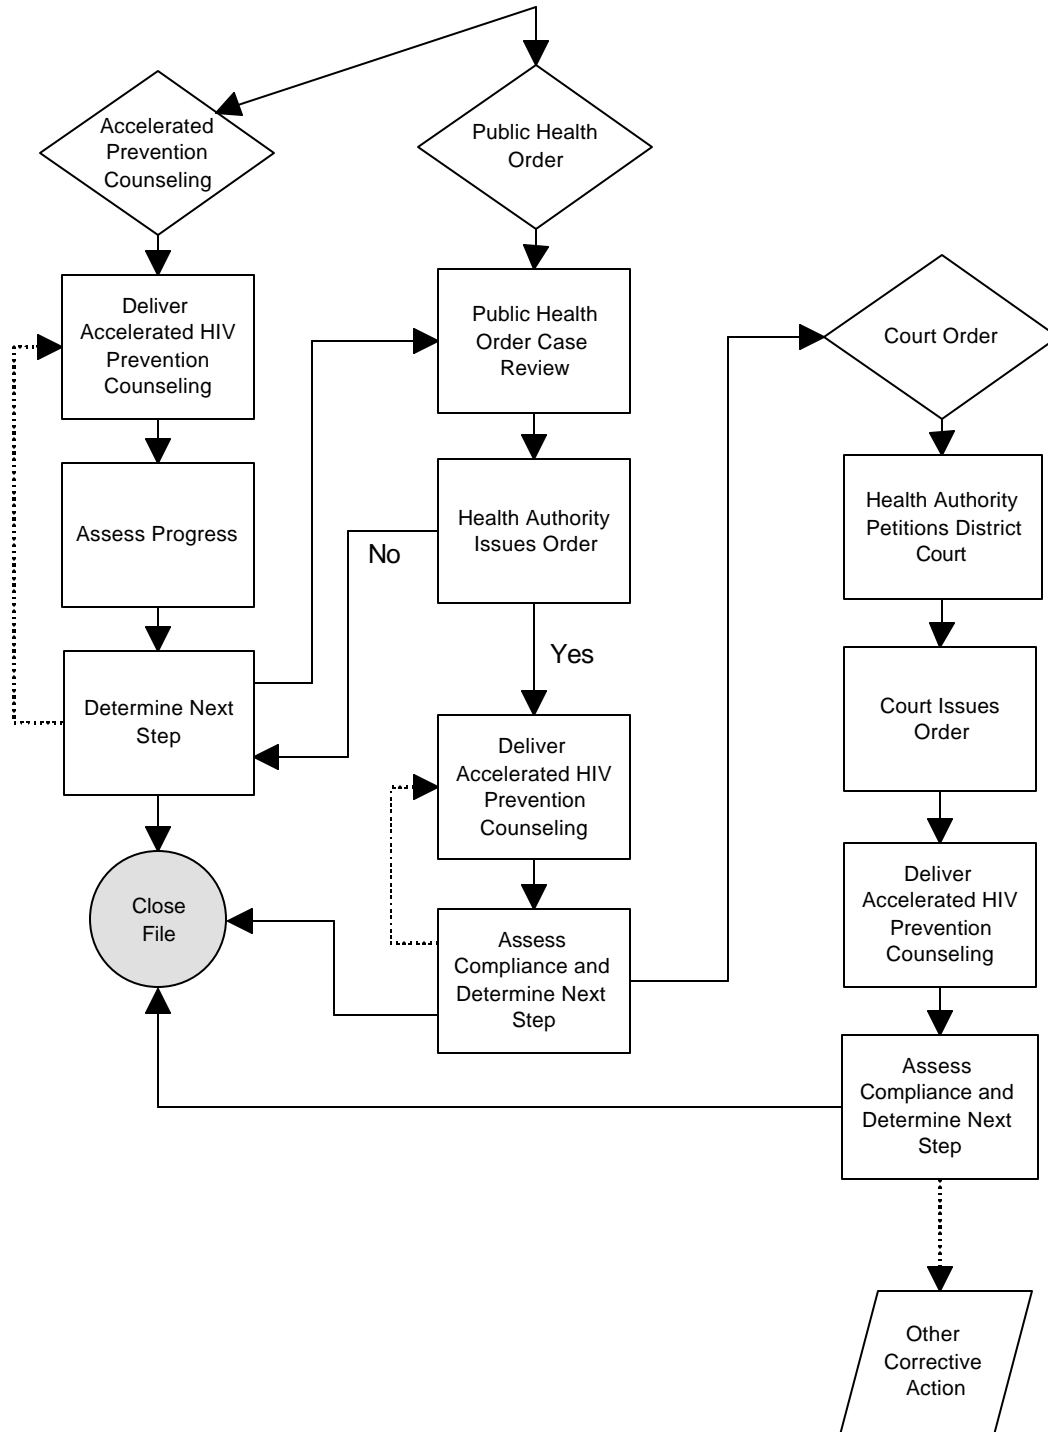 Accelerated
Prevention
Counseling
Public Health
Order
Deliver
Accelerated HIV
Prevention
Counseling
Public Health
Order Case
Review
Court Order
Assess Progress
Health Authority
Issues Order
No
Yes
Health Authority
Petitions District
Court
Determine Next
Step
Deliver
Accelerated HIV
Prevention
Counseling
Court Issues
Order
Close
File
Assess
Compliance and
Determine Next
Step
Deliver
Accelerated HIV
Prevention
Counseling
Assess
Compliance and
Determine Next
Step
Other
Corrective
Action